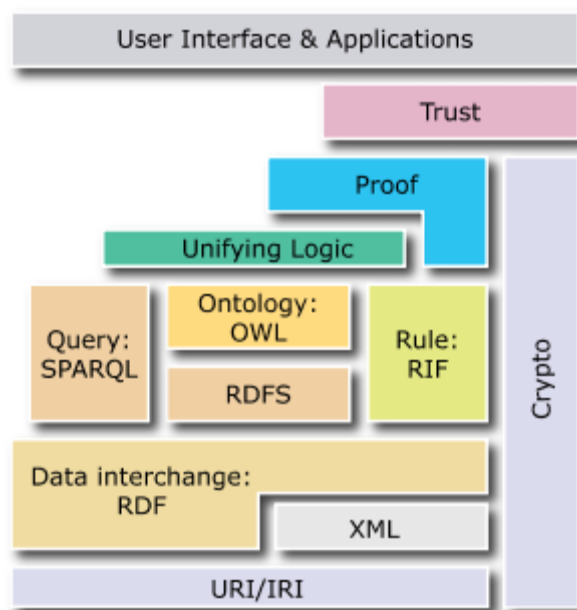 User Interface & Applications
Trust
Proof
Unifying Logic
Query:
SPARQL
Ontology:
OWL
RDFS
Rule:
RIF
Crypto
Data interchange:
RDF
XML
URI/IRI